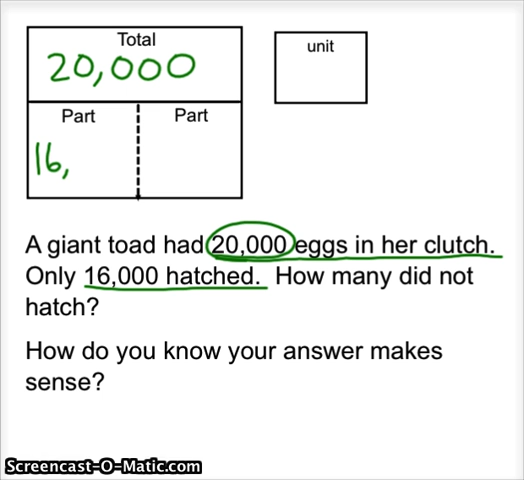 Total
unit
20,000
Part
Part
16,
A giant toad had 20,000 eggs in her clutch.
Only 16,000 hatched. How many did not
hatch?
How do you know your answer makes
sense?
Screencast-O-Matic.com